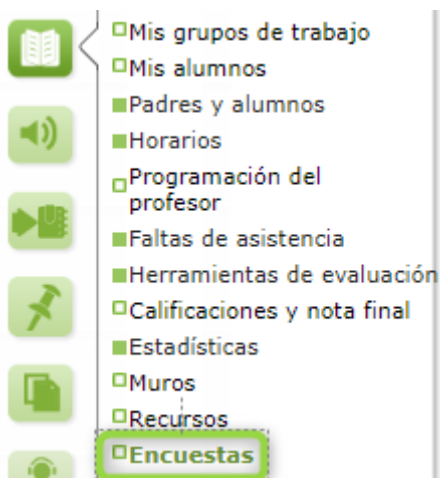 Mis grupos de trabajo
Mis alumnos
Padres y alumnos
Horarios
Programación del
profesor
Faltas de asistencia
Herramientas de evaluación
Calificaciones y nota final
Estadísticas
Muros
Recursos
Encuestas